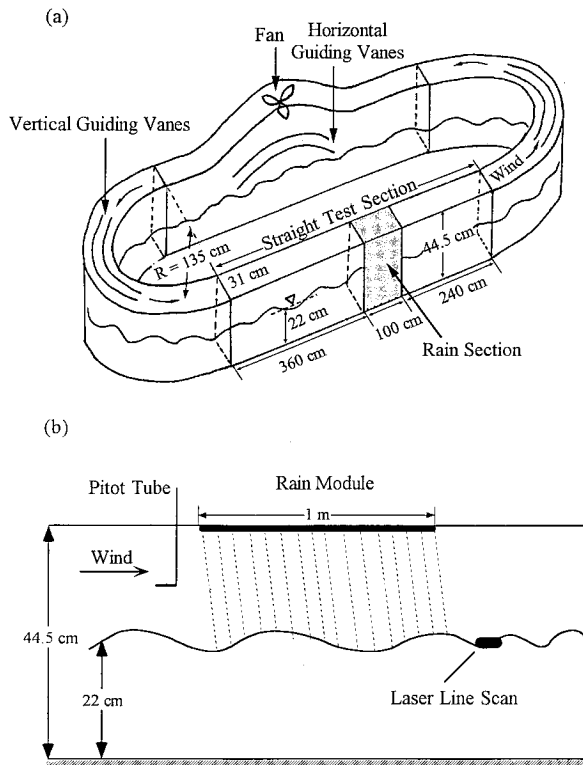 (a)
Horizontal
Guiding Vanes
Fan
Vertical Guiding Vanes
Wind
Straight Test Section
R = 135 cm
31 cm
44.5 cm
22 cm
240 cm
100 cm
360 cm
Rain Section
(b)
Pitot Tube
Rain Module
1 m
Wind
44.5 cm
22 cm
Laser Line Scan